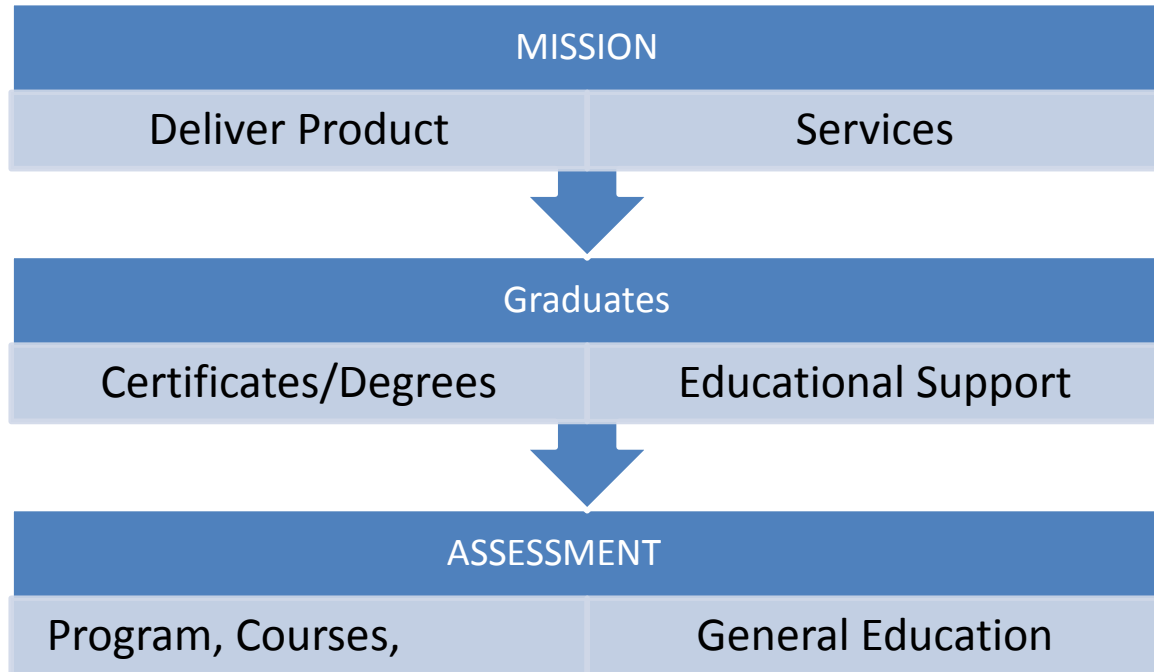 MISSION
Deliver Product
Services
Graduates
Certificates/Degrees
Educational Support
ASSESSMENT
Program, Courses,
General Education